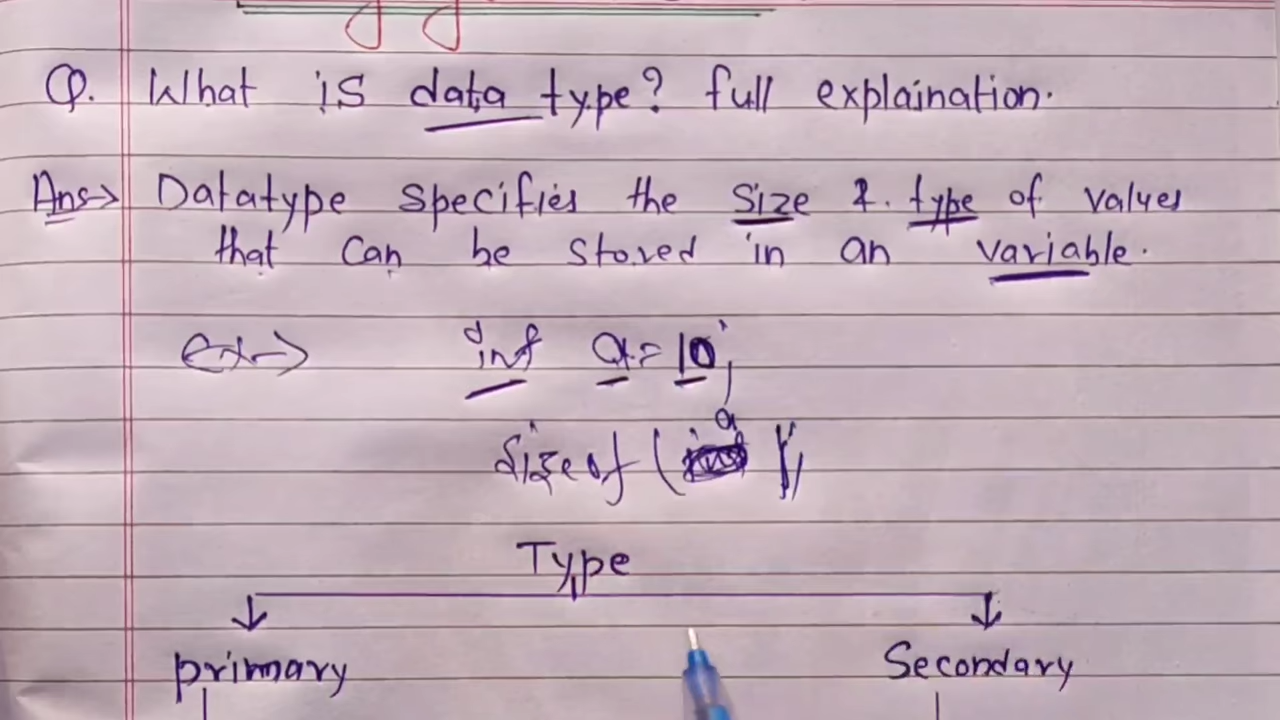 Q. What is data type? full explaination.
Ans→ Datatype specifies the size & type of values
that can be stored in an variable.
ex→ int a = 10;
sizeof (a);
Type
primary Secondary